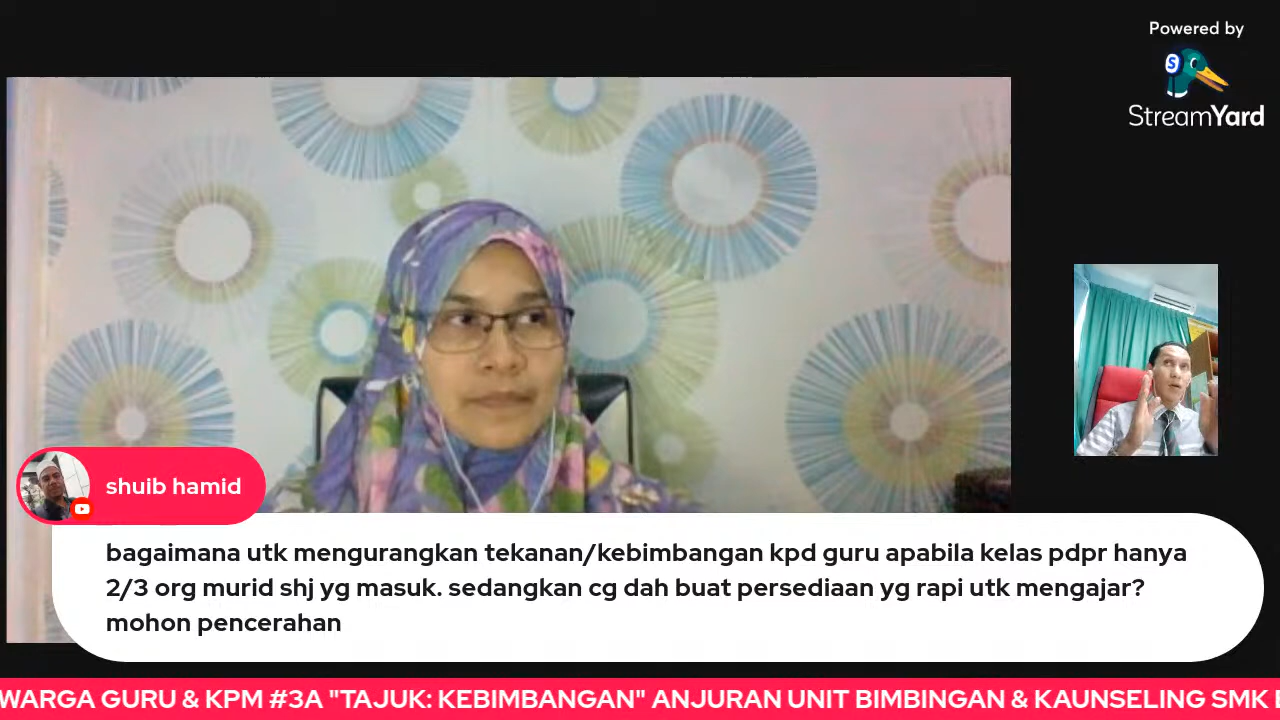 Powered by
StreamYard
shuib hamid
bagaimana utk mengurangkan tekanan/kebimbangan kpd guru apabila kelas pdpr hanya
2/3 org murid shj yg masuk. sedangkan cg dah buat persediaan yg rapi utk mengajar?
mohon pencerahan
WARGA GURU & KPM #3A "TAJUK: KEBIMBANGAN" ANJURAN UNIT BIMBINGAN & KAUNSELING SMK